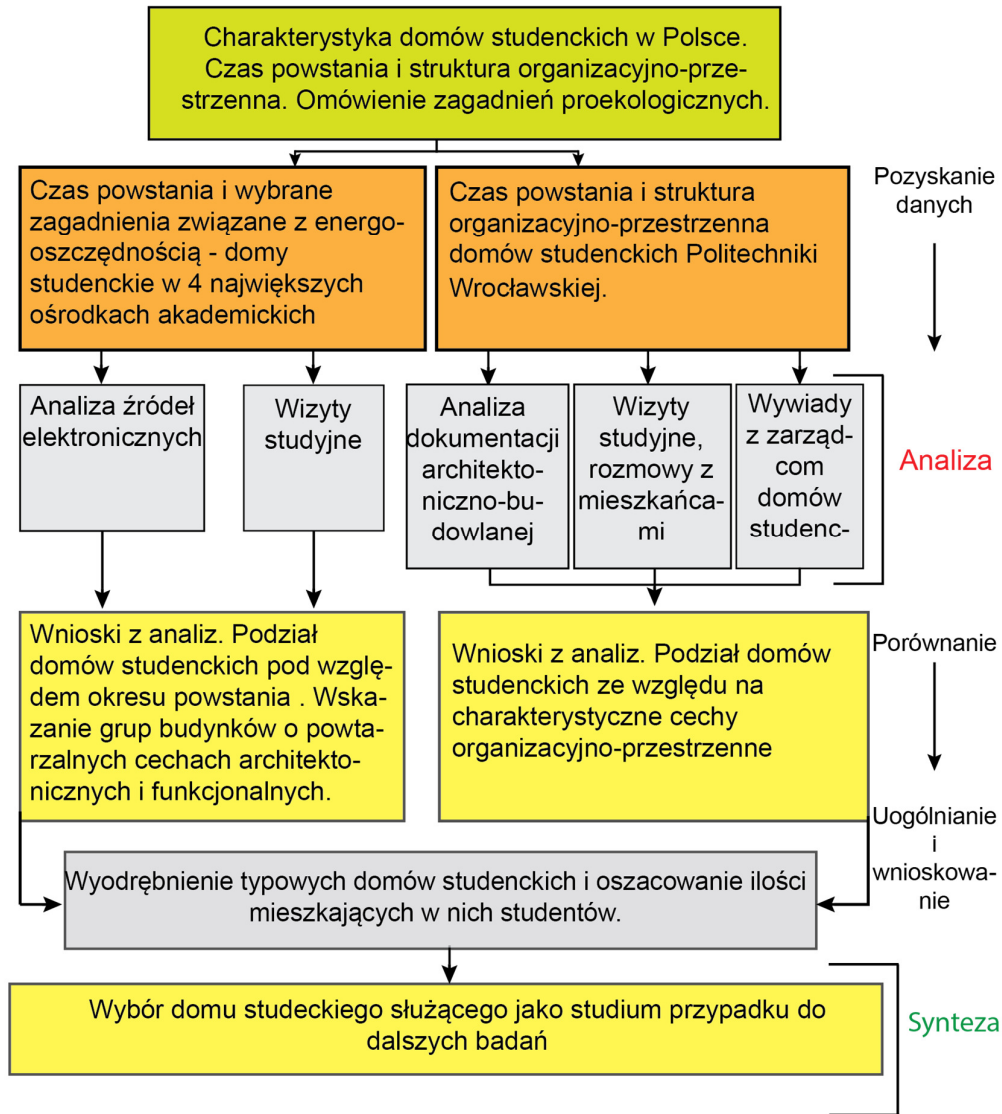 Charakterystyka domów studenckich w Polsce.
Czas powstania i struktura organizacyjno-prze-
strzenna. Omówienie zagadnień proekologicznych.
Czas powstania i wybrane
zagadnienia związane z energo-
oszczędnością - domy
studenckie w 4 największych
ośrodkach akademickich
Czas powstania i struktura
organizacyjno-przestrzenna
domów studenckich Politechniki
Wrocławskiej.
Pozyskanie
danych
Analiza źródeł
elektronicznych
Wizyty
studyjne
Analiza
dokumentacji
architekto-
niczno-bu-
dowlanej
Wizyty
studyjne,
rozmowy z
mieszkańca-
mi
Wywiady
z zarząd-
com
domów
studenc-
Analiza
Wnioski z analiz. Podział
domów studenckich pod wzglę-
dem okresu powstania . Wska-
zanie grup budynków o powta-
rzalnych cechach architekto-
nicznych i funkcjonalnych.
Wnioski z analiz. Podział domów
studenckich ze względu na
charakterystyczne cechy
organizacyjno-przestrzenne
Porównanie
Uogólnianie
i
wnioskowa-
nie
Wyodrębnienie typowych domów studenckich i oszacowanie ilości
mieszkających w nich studentów.
Wybór domu studeckiego służącego jako studium przypadku do
dalszych badań
Synteza